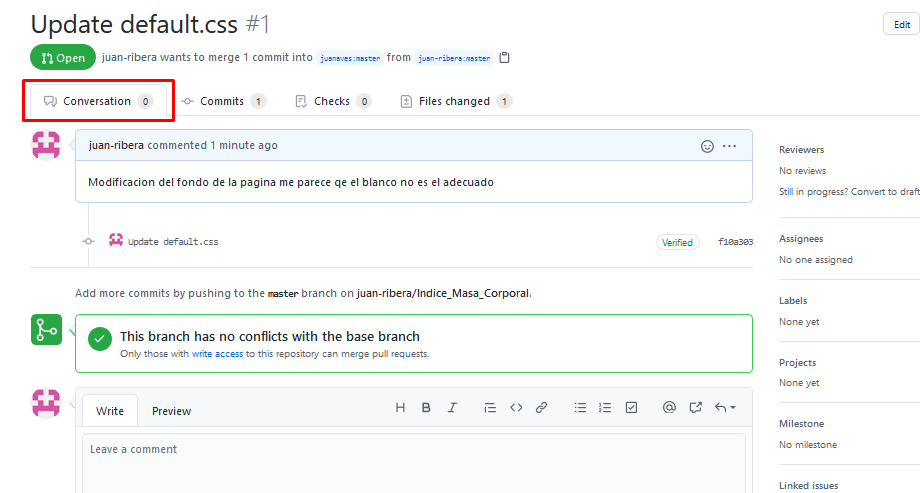 Update default.css #1
Edit
Open juan-ribera wants to merge 1 commit into juanaves:master from juan-ribera:master
Conversation 0 Commits 1 Checks 0 Files changed 1
juan-ribera commented 1 minute ago
Modificacion del fondo de la pagina me parece qe el blanco no es el adecuado
Update default.css Verified f10a303
Add more commits by pushing to the master branch on juan-ribera/Indice_Masa_Corporal.
This branch has no conflicts with the base branch
Only those with write access to this repository can merge pull requests.
Write Preview
Leave a comment
Reviewers
No reviews
Still in progress? Convert to draft
Assignees
No one assigned
Labels
None yet
Projects
None yet
Milestone
No milestone
Linked issues